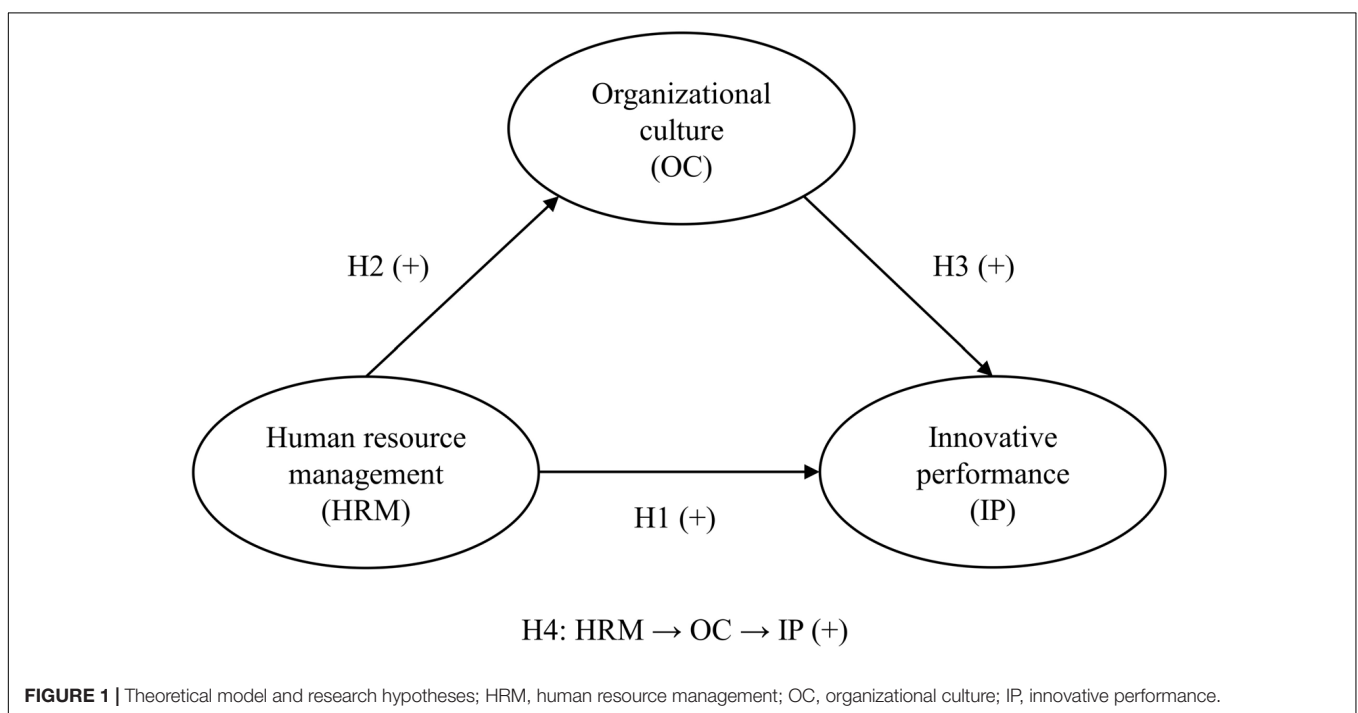 Organizational
culture
(OC)
H2 (+)
H3 (+)
Human resource
management
(HRM)
Innovative
performance
(IP)
H1 (+)
H4: HRM → OC → IP (+)
FIGURE 1 | Theoretical model and research hypotheses; HRM, human resource management; OC, organizational culture; IP, innovative performance.